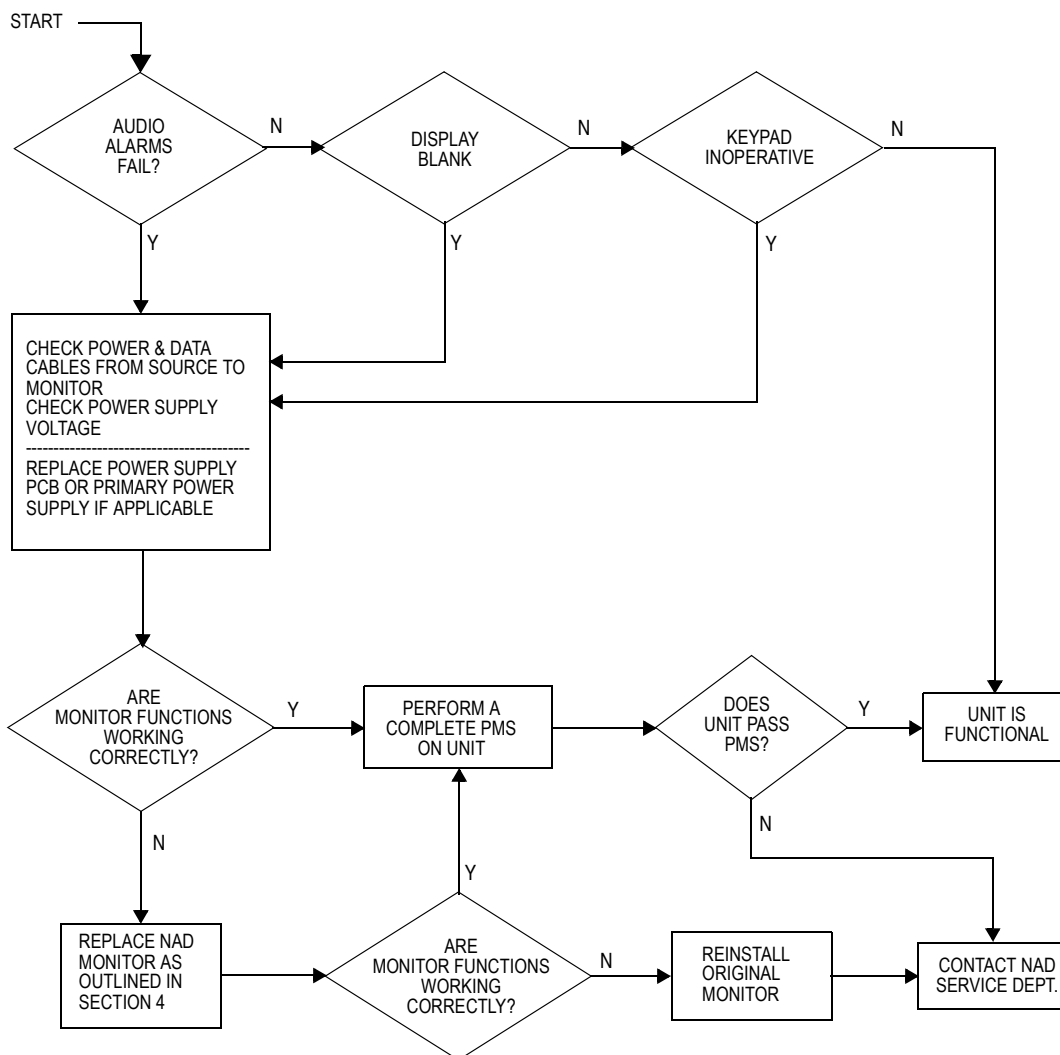 START
AUDIO
ALARMS
FAIL?
N
DISPLAY
BLANK
N
KEYPAD
INOPERATIVE
N
Y
Y
Y
CHECK POWER & DATA
CABLES FROM SOURCE TO
MONITOR
CHECK POWER SUPPLY
VOLTAGE
-----------------------------------------
REPLACE POWER SUPPLY
PCB OR PRIMARY POWER
SUPPLY IF APPLICABLE
ARE
MONITOR FUNCTIONS
WORKING
CORRECTLY?
Y
PERFORM A
COMPLETE PMS
ON UNIT
DOES
UNIT PASS
PMS?
Y
UNIT IS
FUNCTIONAL
N
N
Y
REPLACE NAD
MONITOR AS
OUTLINED IN
SECTION 4
ARE
MONITOR FUNCTIONS
WORKING
CORRECTLY?
N
REINSTALL
ORIGINAL
MONITOR
CONTACT NAD
SERVICE DEPT.